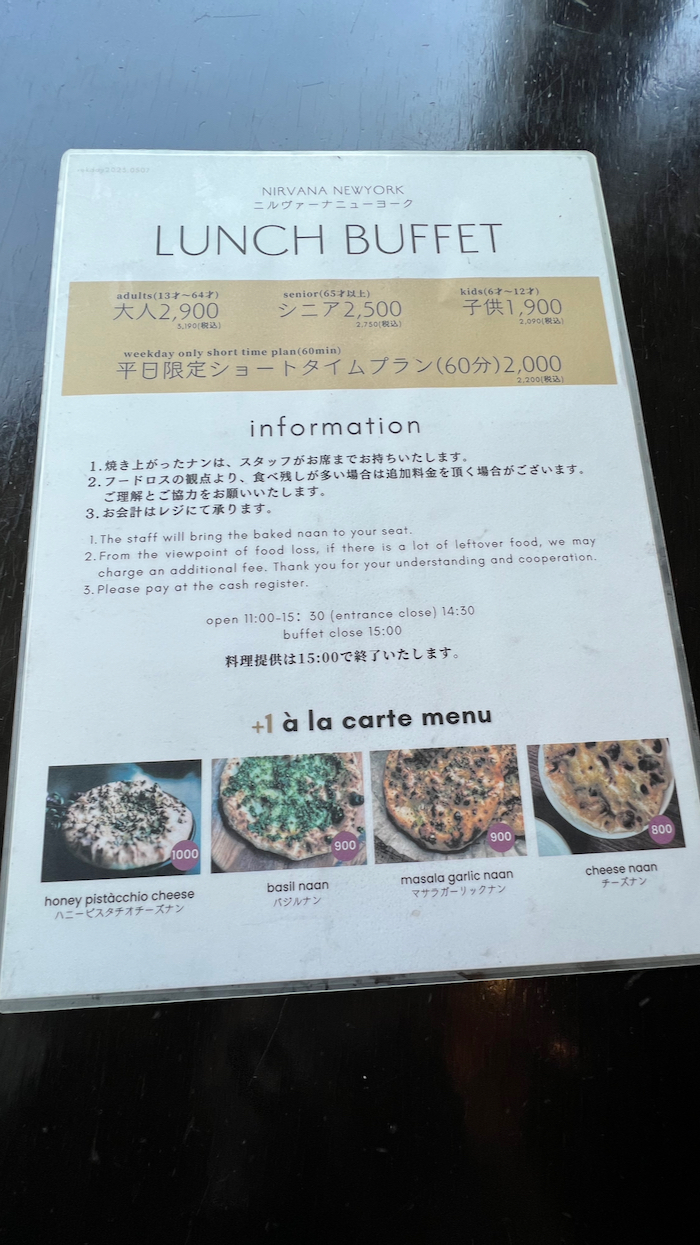 NIRVANA NEWYORK
ニルヴァーナニューヨーク
LUNCH BUFFET
adults(13才〜64才)
大人2,900
3,190(税込)
senior(65才以上)
シニア2,500
2,750(税込)
kids(6才〜12才)
子供1,900
2,090(税込)
weekday only short time plan(60min)
平日限定ショートタイムプラン(60分)2,000
2,200(税込)
information
1.焼き上がったナンは、スタッフがお席までお持ちいたします。
2.フードロスの観点より、食べ残しが多い場合は追加料金を頂く場合がございます。
ご理解とご協力をお願いいたします。
3.お会計はレジにて承ります。
1.The staff will bring the baked naan to your seat.
2.From the viewpoint of food loss, if there is a lot of leftover food, we may
charge an additional fee. Thank you for your understanding and cooperation.
3.Please pay at the cash register.
open 11:00-15:30 (entrance close) 14:30
buffet close 15:00
料理提供は15:00で終了いたします。
+1 à la carte menu
1000
900
900
800
honey pistàcchio cheese
ハニーピスタチオチーズナン
basil naan
バジルナン
masala garlic naan
マサラガーリックナン
cheese naan
チーズナン